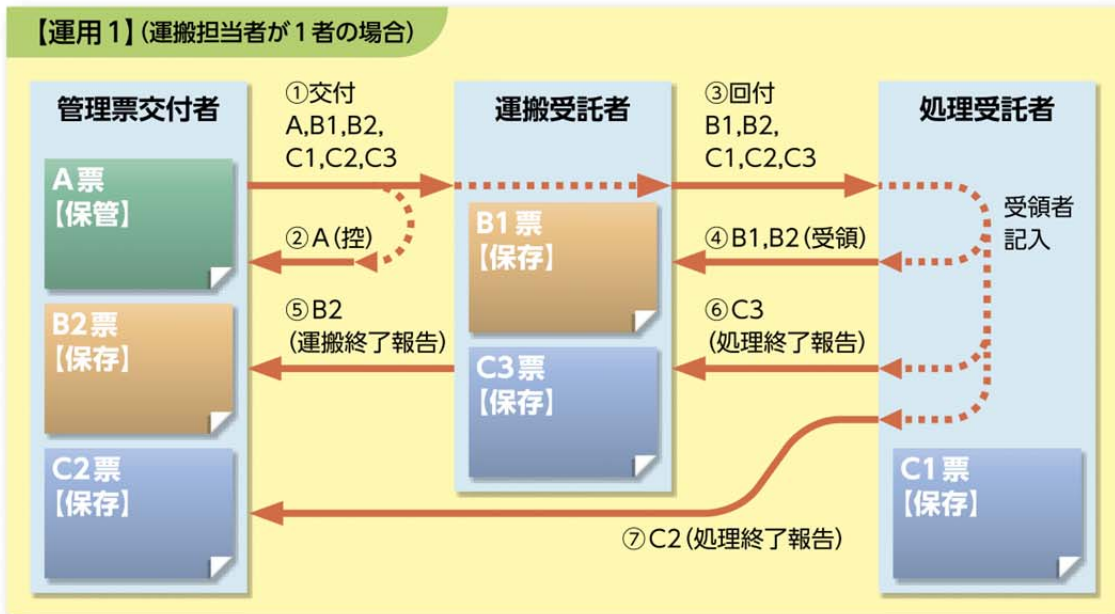 【運用1】(運搬担当者が1者の場合)
管理票交付者
①交付
A,B1,B2,
C1,C2,C3
運搬受託者
③回付
B1,B2,
C1,C2,C3
処理受託者
A票
【保管】
②A(控)
B1票
【保存】
④B1,B2(受領)
受領者
記入
B2票
【保存】
⑤B2
(運搬終了報告)
C3票
【保存】
⑥C3
(処理終了報告)
C2票
【保存】
C1票
【保存】
⑦C2(処理終了報告)